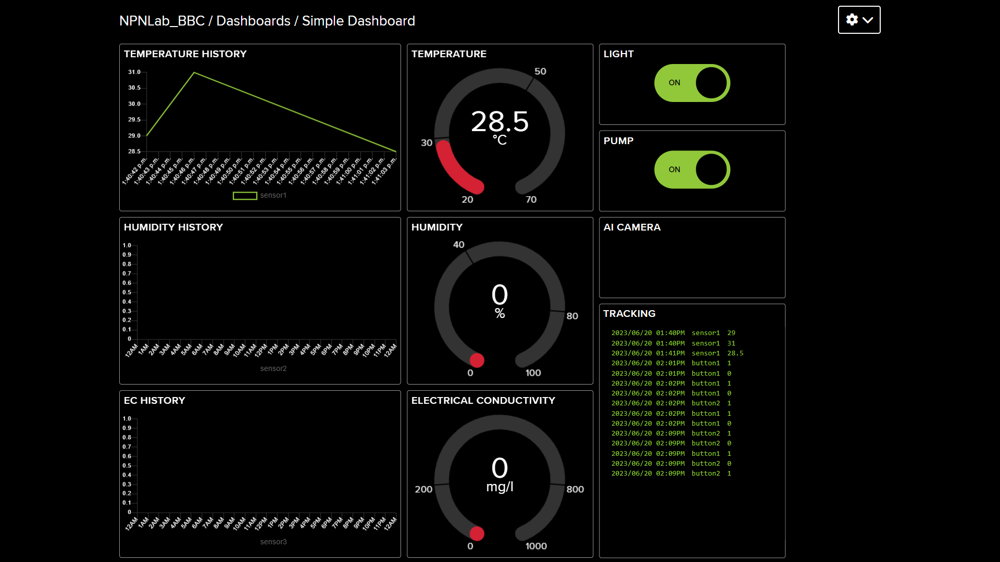 NPNLab_BBC / Dashboards / Simple Dashboard
TEMPERATURE HISTORY
31.0
30.5
30.0
29.5
29.0
28.5
1:40:42 p.m.
1:40:43 p.m.
1:40:44 p.m.
1:40:45 p.m.
1:40:46 p.m.
1:40:47 p.m.
1:40:48 p.m.
1:40:49 p.m.
1:40:50 p.m.
1:40:51 p.m.
1:40:52 p.m.
1:40:53 p.m.
1:40:54 p.m.
1:40:55 p.m.
1:40:56 p.m.
1:40:57 p.m.
1:40:58 p.m.
1:40:59 p.m.
1:41:00 p.m.
1:41:01 p.m.
1:41:02 p.m.
1:41:03 p.m.
sensor1
TEMPERATURE
50
28.5
°C
30
20
70
LIGHT
ON
PUMP
ON
HUMIDITY HISTORY
1.0
0.9
0.8
0.7
0.6
0.5
0.4
0.3
0.2
0.1
0
12AM
1AM
2AM
3AM
4AM
5AM
6AM
7AM
8AM
9AM
10AM
11AM
12PM
1PM
2PM
3PM
4PM
5PM
6PM
7PM
8PM
9PM
10PM
11PM
12AM
sensor2
HUMIDITY
40
0
%
80
0
100
AI CAMERA
TRACKING
2023/06/20 01:40PM sensor1 29
2023/06/20 01:40PM sensor1 31
2023/06/20 01:41PM sensor1 28.5
2023/06/20 02:01PM button1 1
2023/06/20 02:01PM button1 0
2023/06/20 02:02PM button1 1
2023/06/20 02:02PM button1 0
2023/06/20 02:02PM button2 1
2023/06/20 02:02PM button1 1
2023/06/20 02:02PM button1 0
2023/06/20 02:09PM button2 1
2023/06/20 02:09PM button2 0
2023/06/20 02:09PM button1 1
2023/06/20 02:09PM button2 0
2023/06/20 02:09PM button2 1
EC HISTORY
1.0
0.9
0.8
0.7
0.6
0.5
0.4
0.3
0.2
0.1
0
12AM
1AM
2AM
3AM
4AM
5AM
6AM
7AM
8AM
9AM
10AM
11AM
12PM
1PM
2PM
3PM
4PM
5PM
6PM
7PM
8PM
9PM
10PM
11PM
12AM
sensor3
ELECTRICAL CONDUCTIVITY
0
mg/l
200
800
0
1000